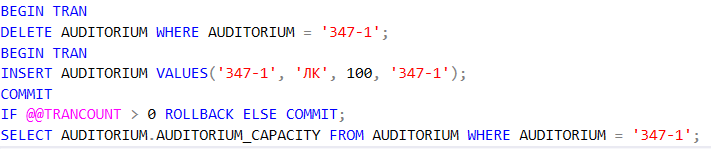 BEGIN TRAN
DELETE AUDITORIUM WHERE AUDITORIUM = '347-1';
BEGIN TRAN
INSERT AUDITORIUM VALUES('347-1', 'ЛК', 100, '347-1');
COMMIT
IF @@TRANCOUNT > 0 ROLLBACK ELSE COMMIT;
SELECT AUDITORIUM.AUDITORIUM_CAPACITY FROM AUDITORIUM WHERE AUDITORIUM = '347-1';